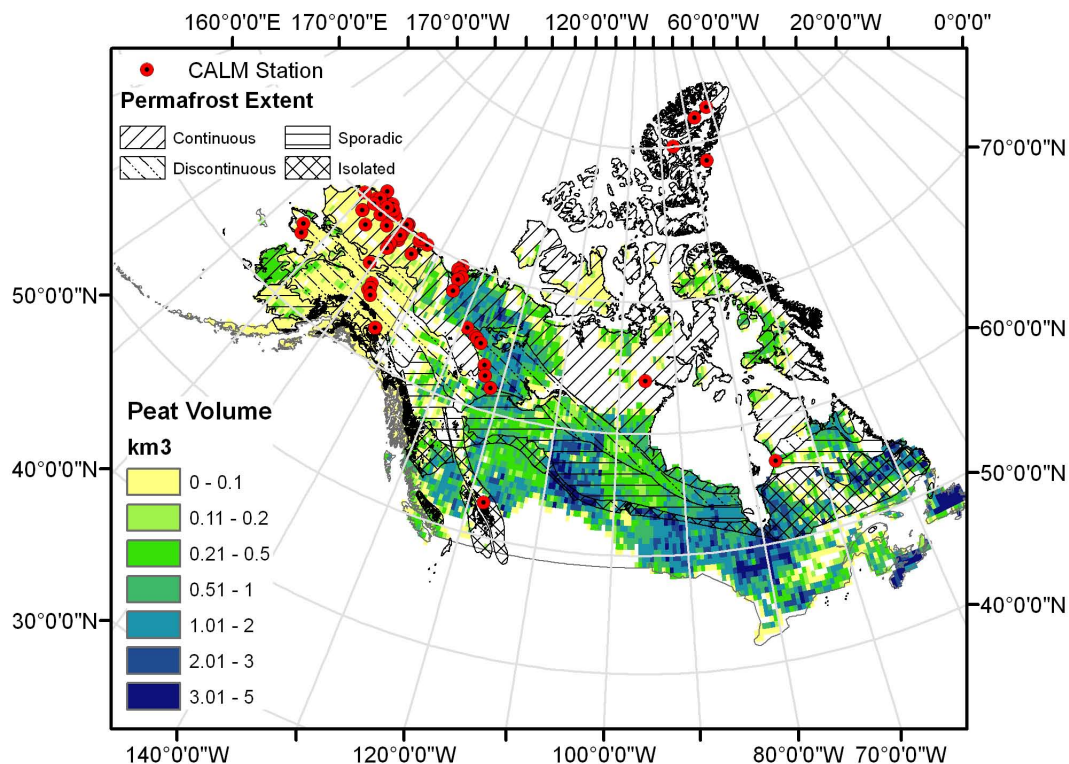 160°0'0"E 170°0'0"E 170°0'0"W 120°0'0"W 60°0'0"W 20°0'0"W 0°0'0"
CALM Station
Permafrost Extent
Continuous Sporadic
Discontinuous Isolated
70°0'0"N
50°0'0"N 60°0'0"N
Peat Volume
km3
40°0'0"N 50°0'0"N
0 - 0.1
0.11 - 0.2
0.21 - 0.5
0.51 - 1
30°0'0"N 40°0'0"N
1.01 - 2
2.01 - 3
3.01 - 5
140°0'0"W 120°0'0"W 100°0'0"W 80°0'0"W 70°0'0"W